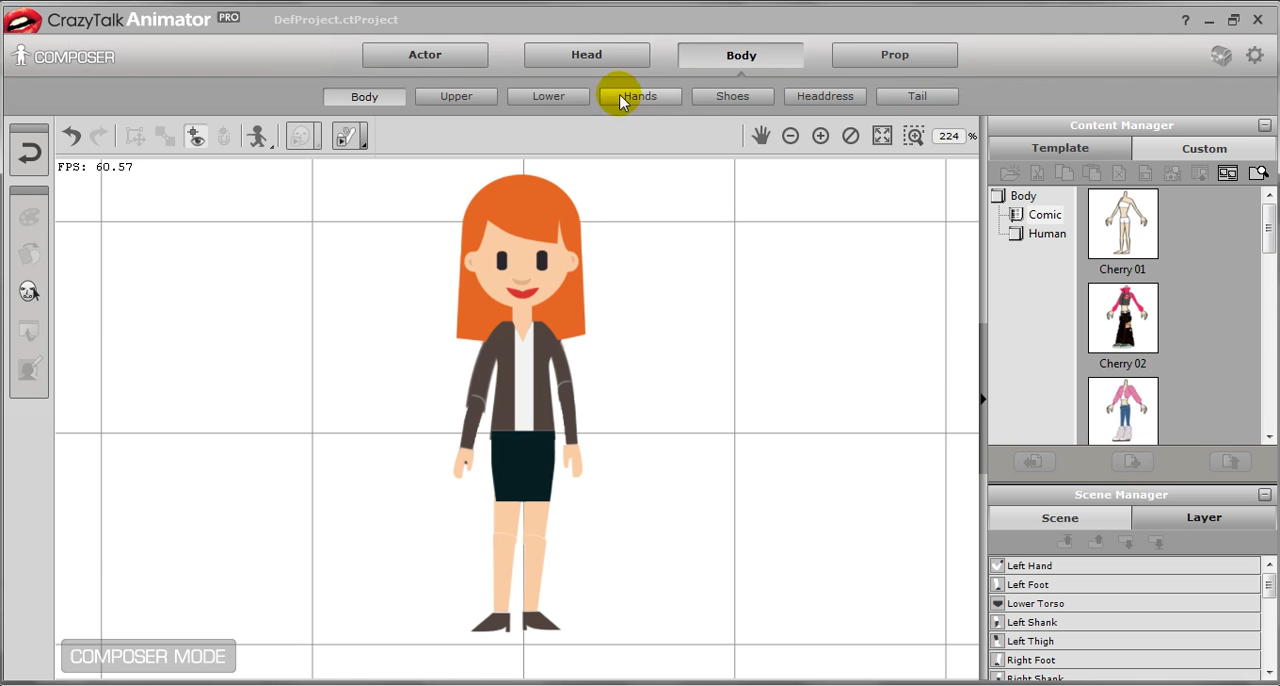 CrazyTalk Animator PRO DefProject.ctProject ?
COMPOSER Actor Head Body Prop
Body Upper Lower Hands Shoes Headdress Tail
224 %
FPS: 60.57
Content Manager
Template Custom
Body
Comic
Human
Cherry 01
Cherry 02
Scene Manager
Scene Layer
Left Hand
Left Foot
Lower Torso
Left Shank
Left Thigh
Right Foot
Right Shank
COMPOSER MODE